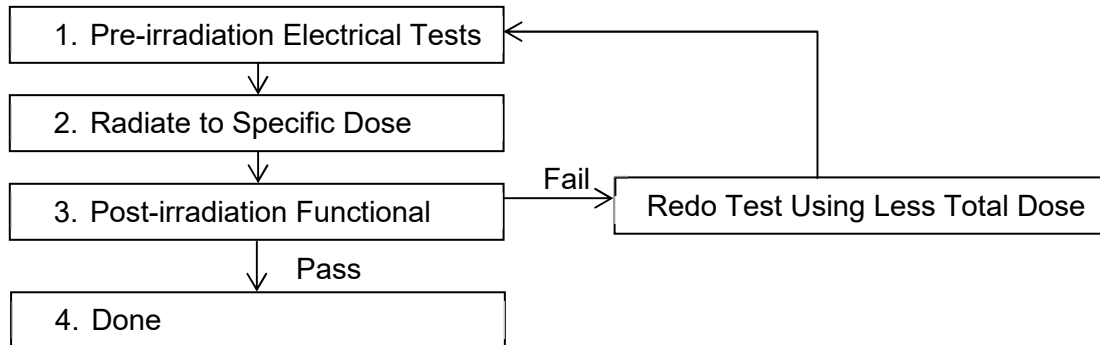 1. Pre-irradiation Electrical Tests
2. Radiate to Specific Dose
3. Post-irradiation Functional
Fail
Redo Test Using Less Total Dose
Pass
4. Done